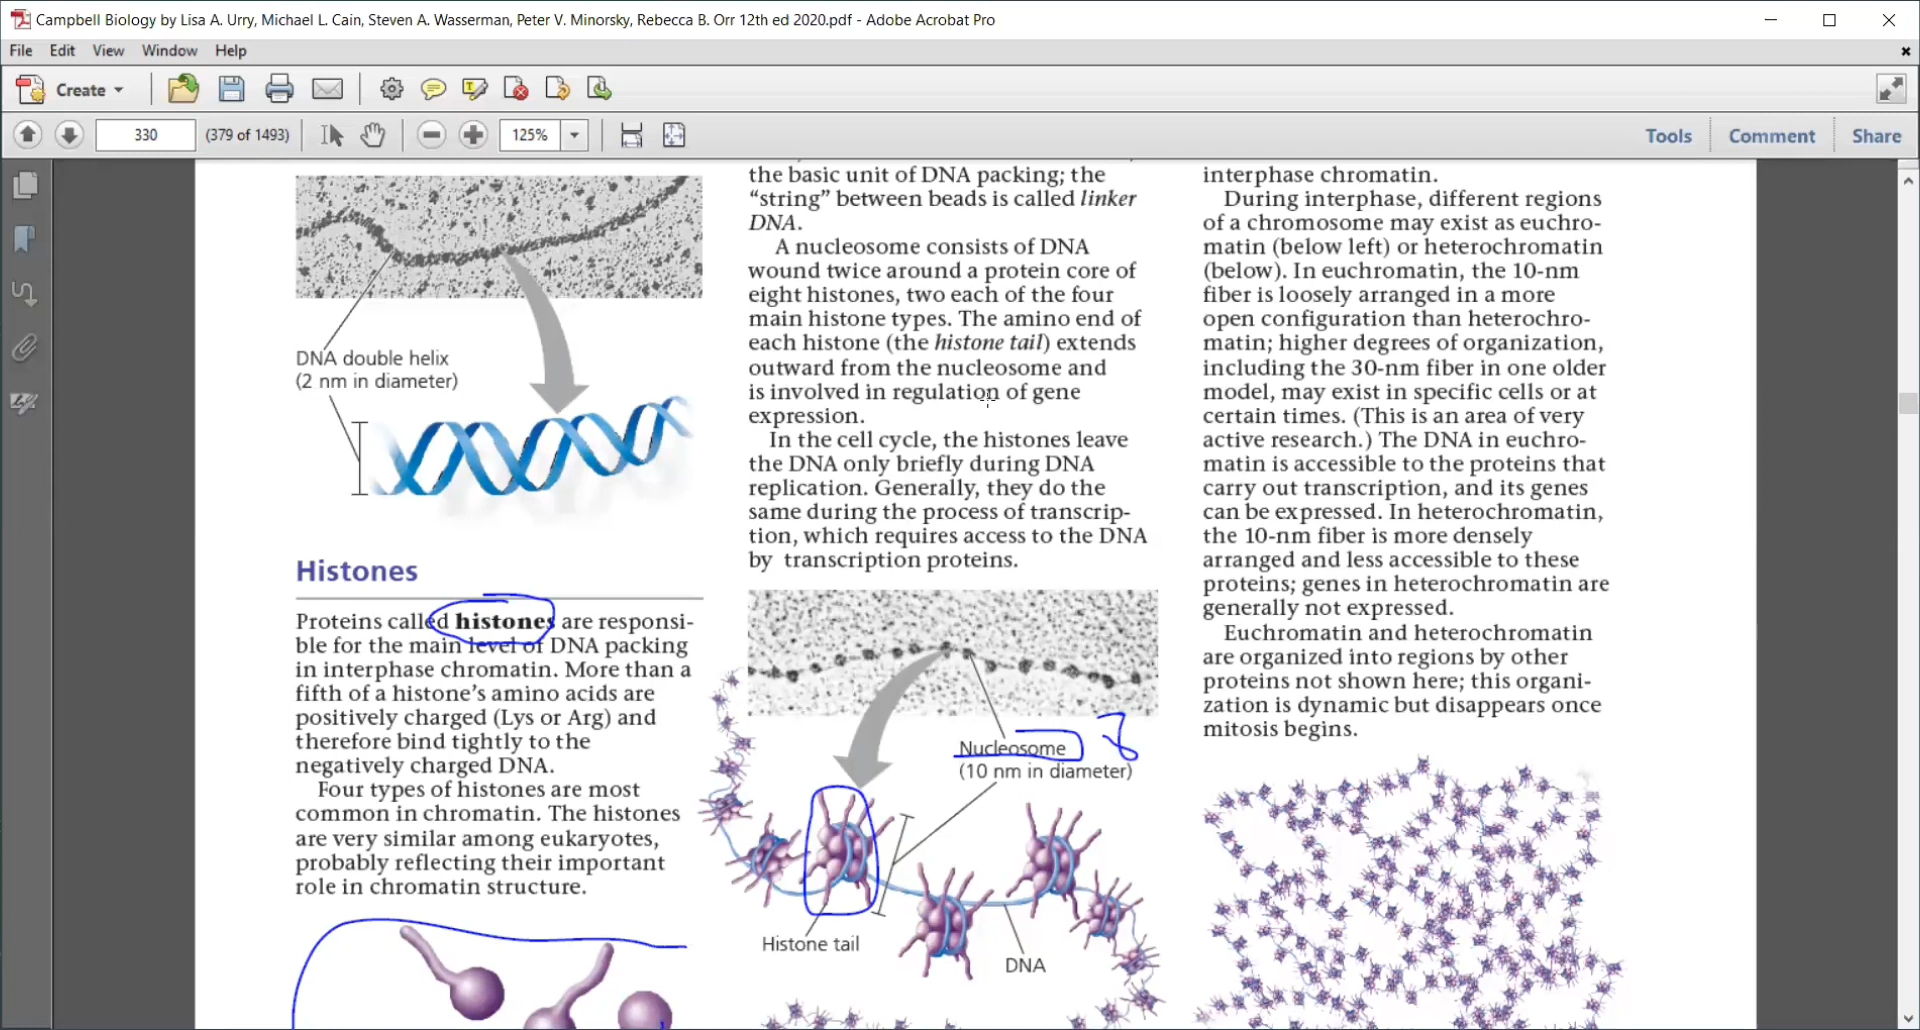 Campbell Biology by Lisa A. Urry, Michael L. Cain, Steven A. Wasserman, Peter V. Minorsky, Rebecca B. Orr 12th ed 2020.pdf - Adobe Acrobat Pro
File Edit View Window Help
Create
330 (379 of 1493) 125% Tools Comment Share
DNA double helix
(2 nm in diameter)
Histones
Proteins called histones are responsi-
ble for the main level of DNA packing
in interphase chromatin. More than a
fifth of a histone's amino acids are
positively charged (Lys or Arg) and
therefore bind tightly to the
negatively charged DNA.
Four types of histones are most
common in chromatin. The histones
are very similar among eukaryotes,
probably reflecting their important
role in chromatin structure.
the basic unit of DNA packing; the
“string” between beads is called linker
DNA.
A nucleosome consists of DNA
wound twice around a protein core of
eight histones, two each of the four
main histone types. The amino end of
each histone (the histone tail) extends
outward from the nucleosome and
is involved in regulation of gene
expression.
In the cell cycle, the histones leave
the DNA only briefly during DNA
replication. Generally, they do the
same during the process of transcrip-
tion, which requires access to the DNA
by transcription proteins.
Nucleosome 8
(10 nm in diameter)
Histone tail
DNA
interphase chromatin.
During interphase, different regions
of a chromosome may exist as euchro-
matin (below left) or heterochromatin
(below). In euchromatin, the 10-nm
fiber is loosely arranged in a more
open configuration than heterochro-
matin; higher degrees of organization,
including the 30-nm fiber in one older
model, may exist in specific cells or at
certain times. (This is an area of very
active research.) The DNA in euchro-
matin is accessible to the proteins that
carry out transcription, and its genes
can be expressed. In heterochromatin,
the 10-nm fiber is more densely
arranged and less accessible to these
proteins; genes in heterochromatin are
generally not expressed.
Euchromatin and heterochromatin
are organized into regions by other
proteins not shown here; this organi-
zation is dynamic but disappears once
mitosis begins.